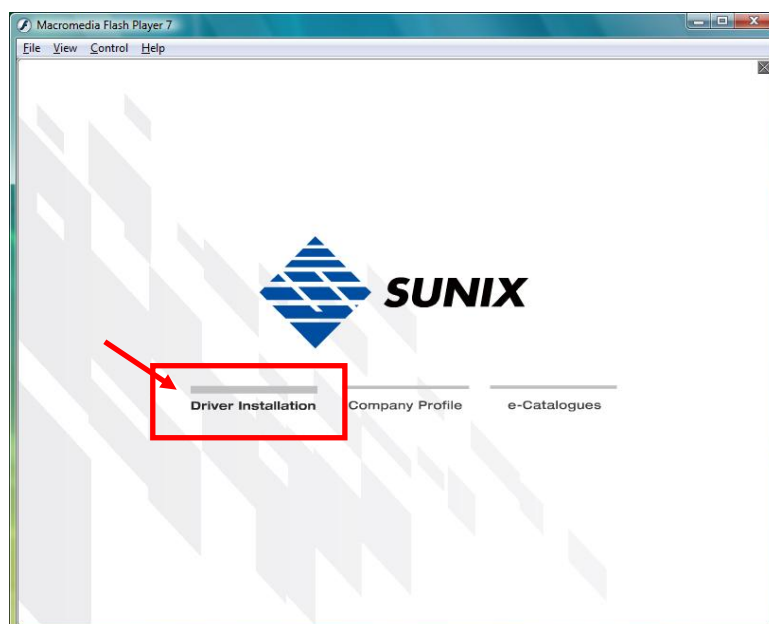 Macromedia Flash Player 7
File View Control Help
SUNIX
Driver Installation Company Profile e-Catalogues